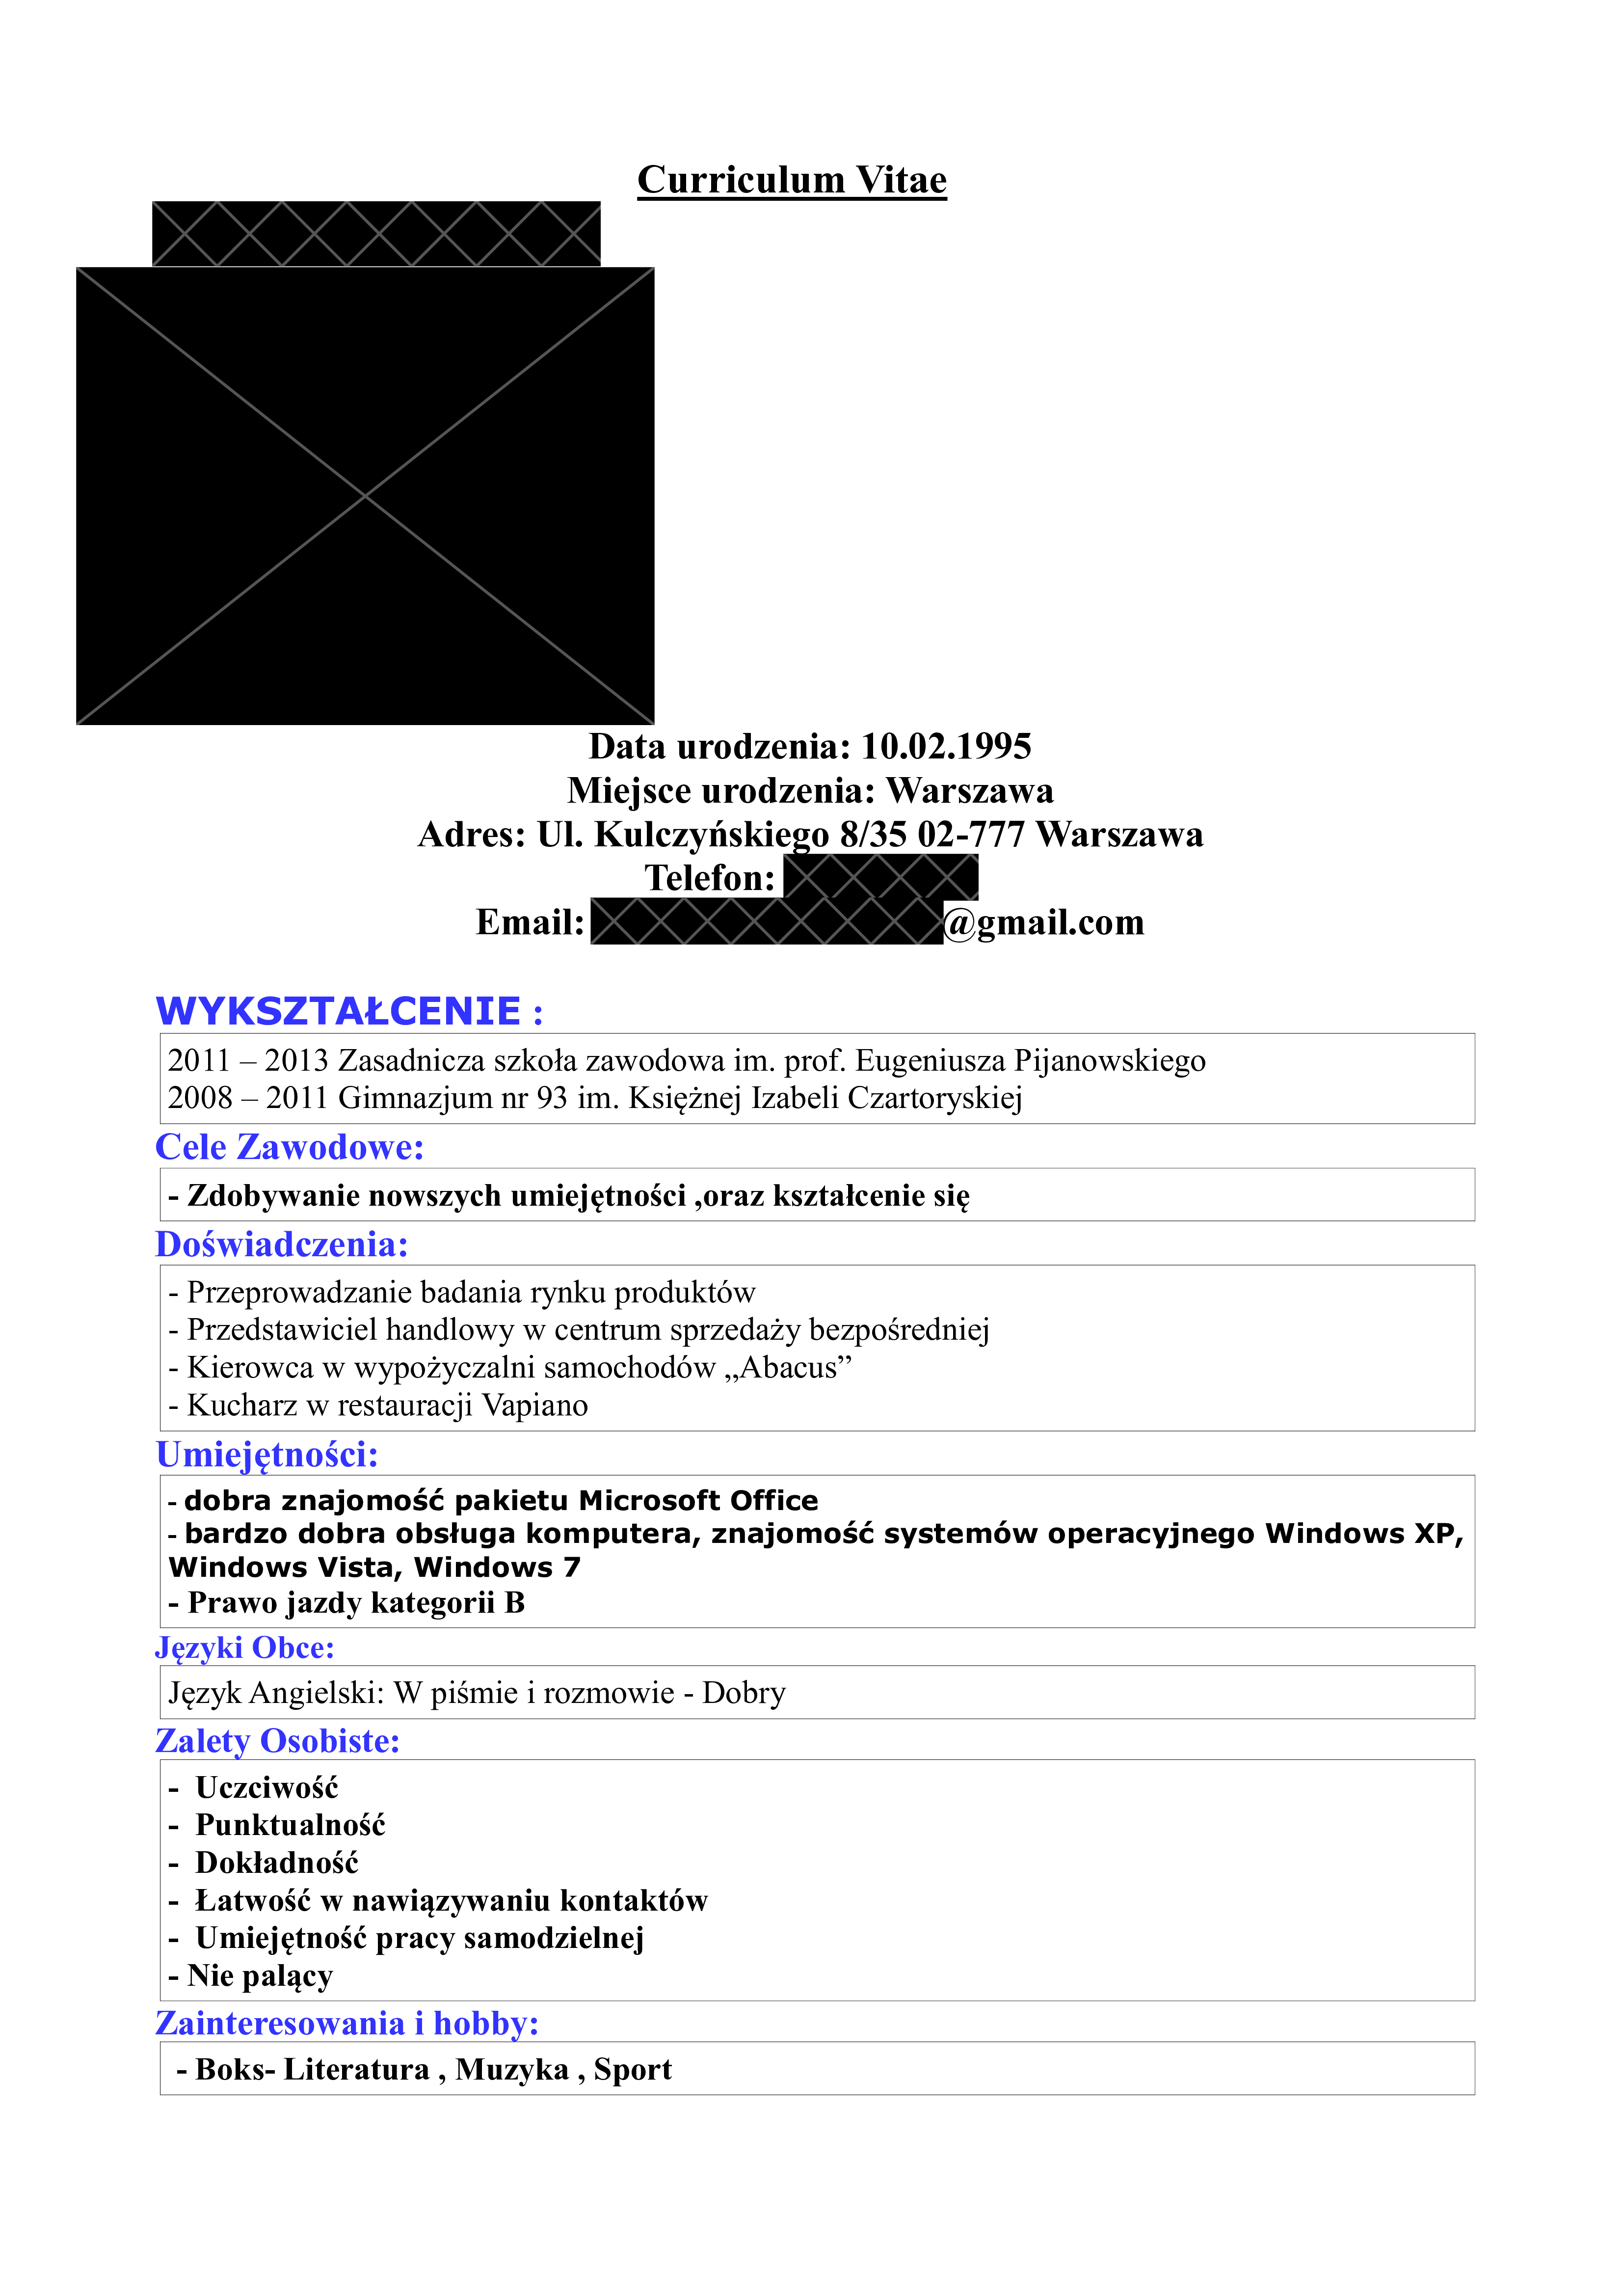 Curriculum Vitae
Data urodzenia: 10.02.1995
Miejsce urodzenia: Warszawa
Adres: Ul. Kulczyńskiego 8/35 02-777 Warszawa
Telefon:
Email: @gmail.com
WYKSZTAŁCENIE :
2011 – 2013 Zasadnicza szkoła zawodowa im. prof. Eugeniusza Pijanowskiego
2008 – 2011 Gimnazjum nr 93 im. Księżnej Izabeli Czartoryskiej
Cele Zawodowe:
- Zdobywanie nowszych umiejętności ,oraz kształcenie się
Doświadczenia:
- Przeprowadzanie badania rynku produktów
- Przedstawiciel handlowy w centrum sprzedaży bezpośredniej
- Kierowca w wypożyczalni samochodów „Abacus”
- Kucharz w restauracji Vapiano
Umiejętności:
- dobra znajomość pakietu Microsoft Office
- bardzo dobra obsługa komputera, znajomość systemów operacyjnego Windows XP,
Windows Vista, Windows 7
- Prawo jazdy kategorii B
Języki Obce:
Język Angielski: W piśmie i rozmowie - Dobry
Zalety Osobiste:
- Uczciwość
- Punktualność
- Dokładność
- Łatwość w nawiązywaniu kontaktów
- Umiejętność pracy samodzielnej
- Nie palący
Zainteresowania i hobby:
- Boks- Literatura , Muzyka , Sport